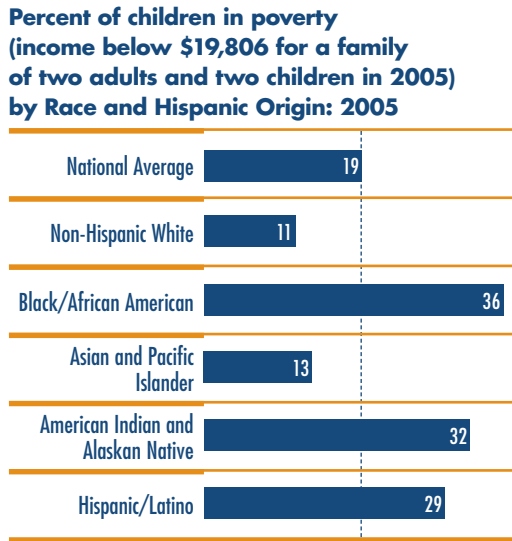 Percent of children in poverty
(income below $19,806 for a family
of two adults and two children in 2005)
by Race and Hispanic Origin: 2005
National Average 19
Non-Hispanic White 11
Black/African American 36
Asian and Pacific
Islander 13
American Indian and
Alaskan Native 32
Hispanic/Latino 29